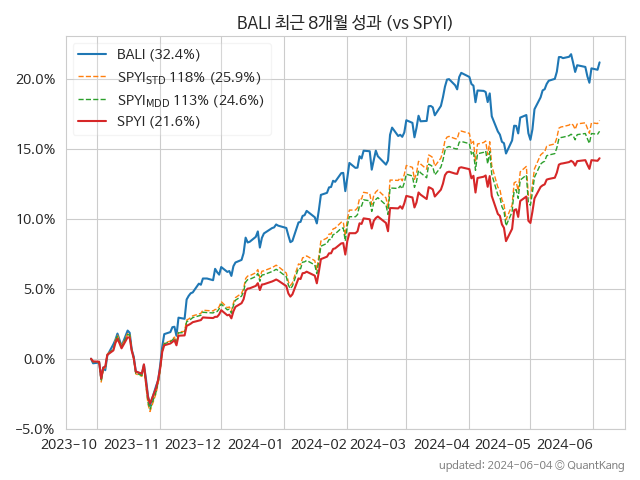 BALI 최근 8개월 성과 (vs SPYI)
BALI (32.4%)
SPYI_STD 118% (25.9%)
SPYI_MDD 113% (24.6%)
SPYI (21.6%)
20.0%
15.0%
10.0%
5.0%
0.0%
−5.0%
2023-10 2023-11 2023-12 2024-01 2024-02 2024-03 2024-04 2024-05 2024-06
updated: 2024-06-04 © QuantKang